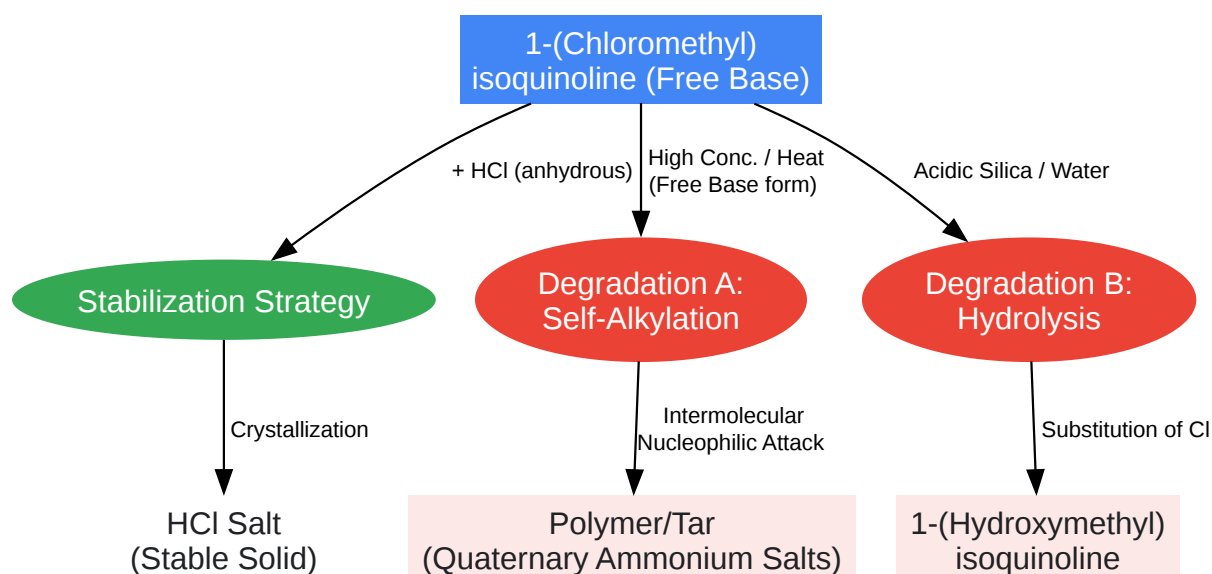 1-(Chloromethyl)
isoquinoline (Free Base)
+ HCl (anhydrous)
High Conc. / Heat
(Free Base form)
Acidic Silica / Water
Stabilization Strategy
Degradation A:
Self-Alkylation
Degradation B:
Hydrolysis
Crystallization
Intermolecular
Nucleophilic Attack
Substitution of Cl
HCl Salt
(Stable Solid)
Polymer/Tar
(Quaternary Ammonium Salts)
1-(Hydroxymethyl)
isoquinoline